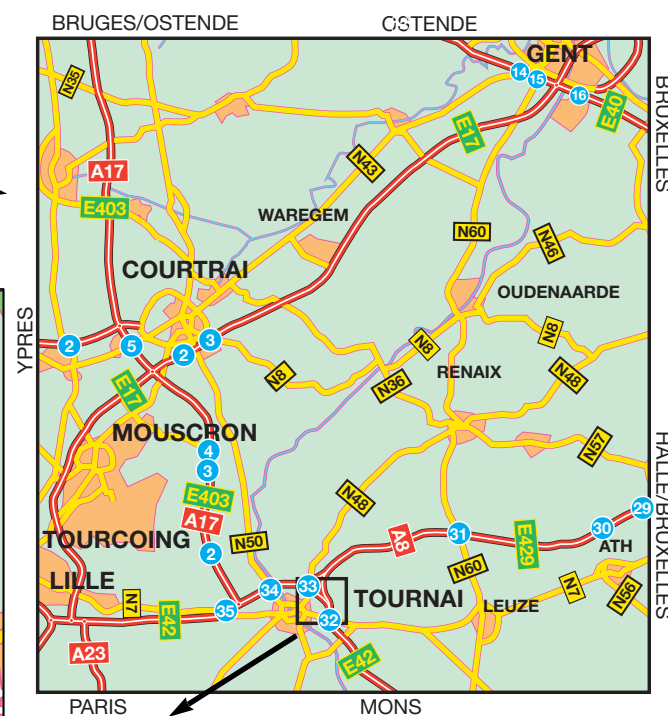 BRUGES/OSTENDE
OSTENDE
GENT
14
15
16
N35
E40
BRUXELLES
E17
A17
N43
E403
WAREGEM
N60
N46
COURTRAI
OUDENAARDE
YPRES
2
5
2
3
N8
N8
N8
E17
N36
RENAIX
N48
MOUSCRON
4
3
N57
HALLE/BRUXELLES
E403
N48
A17
29
30
TOURCOING
2
N50
A8
31
E429
ATH
LILLE
34
33
N60
N7
N56
N7
E42
35
TOURNAI
LEUZE
32
A23
E42
PARIS
MONS